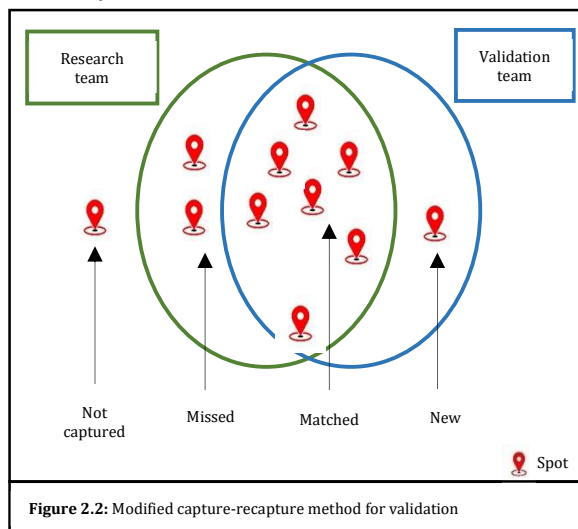 Research
team
Validation
team
Not
captured
Missed
Matched
New
Spot
Figure 2.2: Modified capture-recapture method for validation